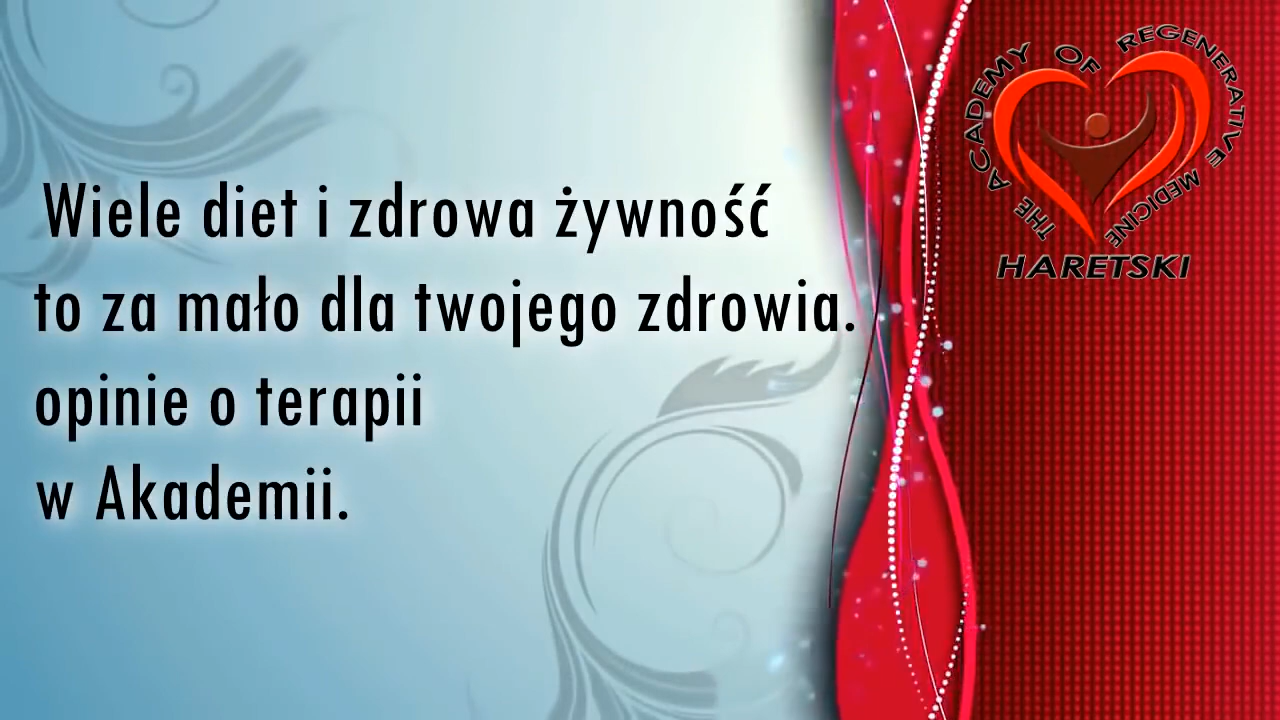 Wiele diet i zdrowa żywność
to za mało dla twojego zdrowia.
opinie o terapii
w Akademii.
THE ACADEMY OF REGENERATIVE MEDICINE
HARETSKI